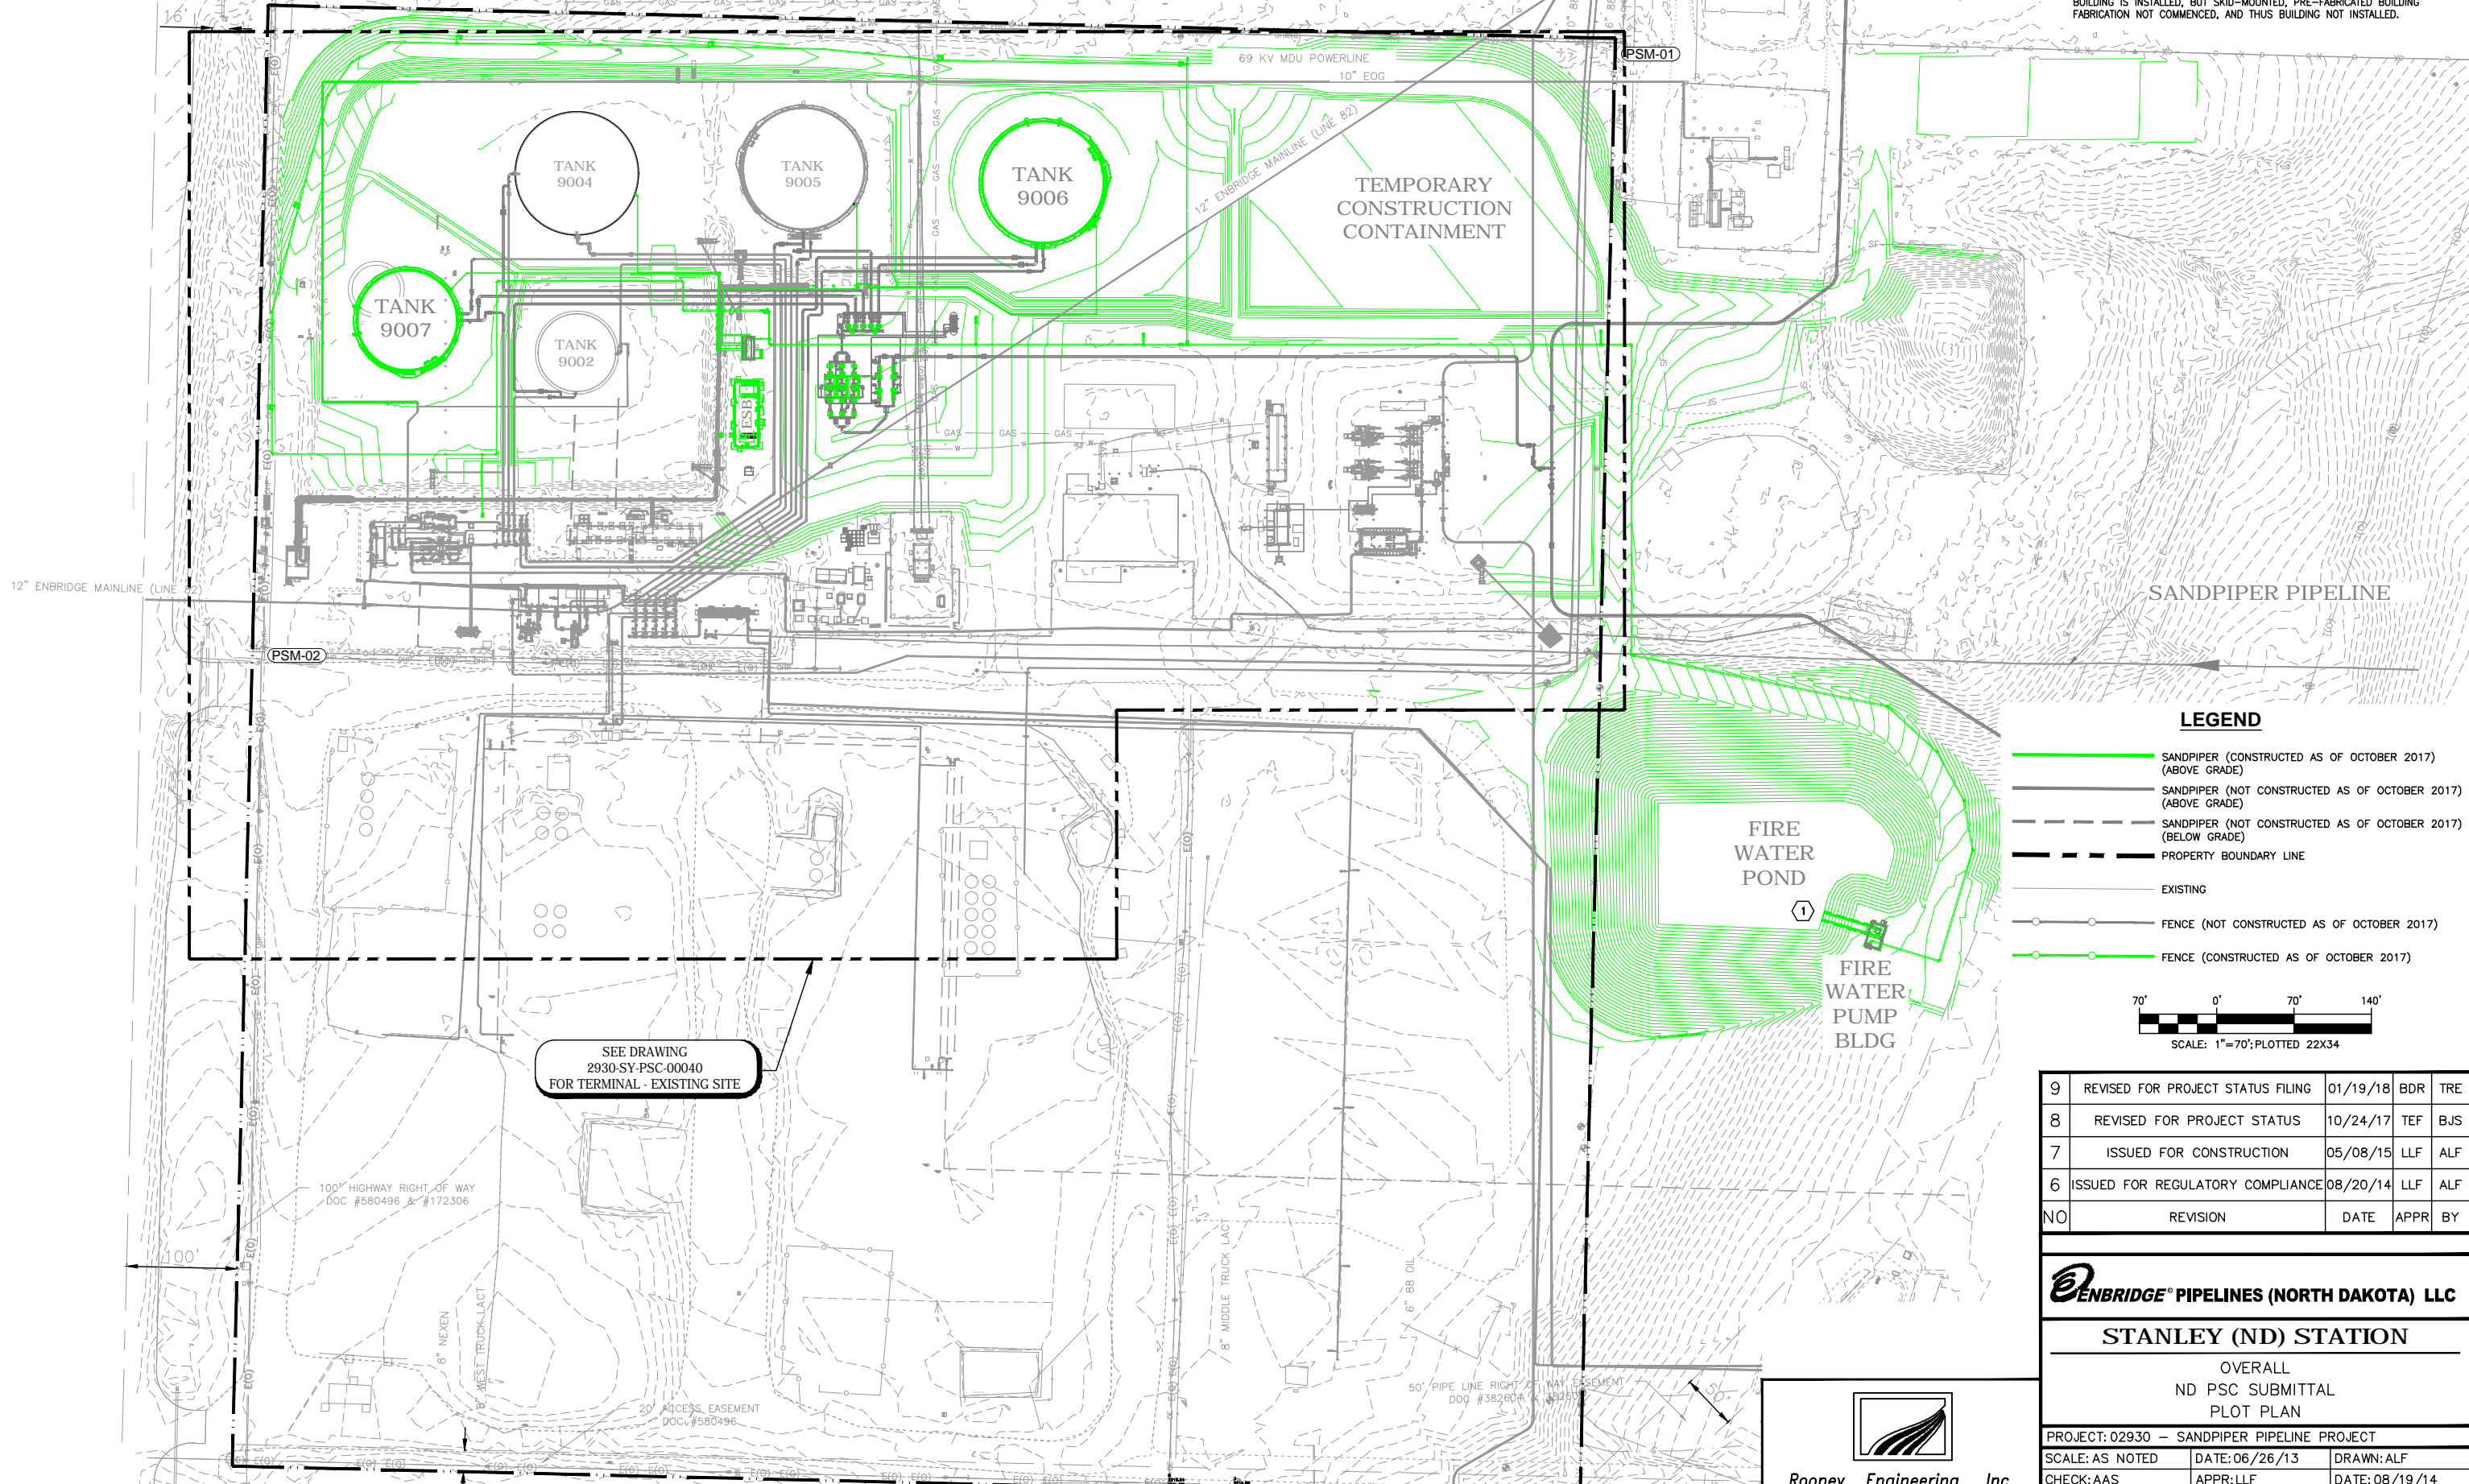 BUILDING IS INSTALLED, BUT SKID-MOUNTED, PRE-FABRICATED BUILDING
FABRICATION NOT COMMENCED, AND THUS BUILDING NOT INSTALLED.
16'
PSM-01
69 KV MDU POWERLINE
10" EOG
12" ENBRIDGE MAINLINE (LINE 82)
TANK
9004
TANK
9005
TANK
9006
TEMPORARY
CONSTRUCTION
CONTAINMENT
TANK
9007
TANK
9002
ESB
GAS
GAS
GAS
12" ENBRIDGE MAINLINE (LINE 82)
PSM-02
SANDPIPER PIPELINE
LEGEND
SANDPIPER (CONSTRUCTED AS OF OCTOBER 2017)
(ABOVE GRADE)
SANDPIPER (NOT CONSTRUCTED AS OF OCTOBER 2017)
(ABOVE GRADE)
SANDPIPER (NOT CONSTRUCTED AS OF OCTOBER 2017)
(BELOW GRADE)
PROPERTY BOUNDARY LINE
EXISTING
FENCE (NOT CONSTRUCTED AS OF OCTOBER 2017)
FENCE (CONSTRUCTED AS OF OCTOBER 2017)
70' 0' 70' 140'
SCALE: 1"=70'; PLOTTED 22X34
FIRE
WATER
POND
1
FIRE
WATER
PUMP
BLDG
SEE DRAWING
2930-SY-PSC-00040
FOR TERMINAL - EXISTING SITE
100' HIGHWAY RIGHT OF WAY
DOC #580496 & #172306
100'
8" NEXEN
8" WEST TRUCK LACT
20' ACCESS EASEMENT
DOC #580496
8" MIDDLE TRUCK LACT
6" 88 OIL
50' PIPE LINE RIGHT OF WAY EASEMENT
50'
9 REVISED FOR PROJECT STATUS FILING 01/19/18 BDR TRE
8 REVISED FOR PROJECT STATUS 10/24/17 TEF BJS
7 ISSUED FOR CONSTRUCTION 05/08/15 LLF ALF
6 ISSUED FOR REGULATORY COMPLIANCE 08/20/14 LLF ALF
NO REVISION DATE APPR BY
ENBRIDGE® PIPELINES (NORTH DAKOTA) LLC
STANLEY (ND) STATION
OVERALL
ND PSC SUBMITTAL
PLOT PLAN
PROJECT: 02930 - SANDPIPER PIPELINE PROJECT
SCALE: AS NOTED DATE: 06/26/13 DRAWN: ALF
CHECK: AAS APPR: LLF DATE: 08/19/14
Rooney Engineering Inc